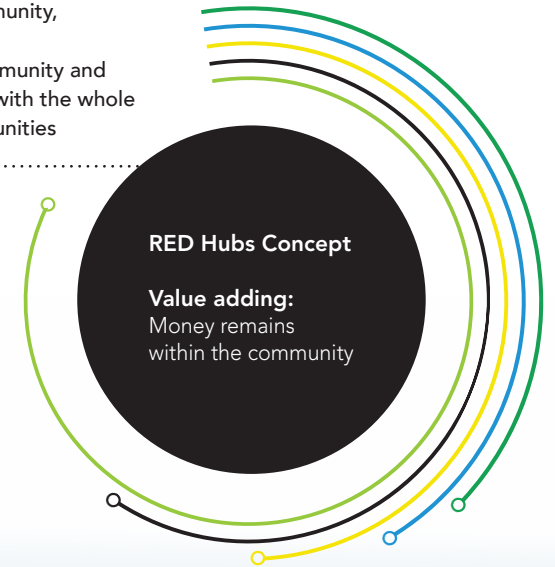 munity,
munity and
with the whole
unities
RED Hubs Concept
Value adding:
Money remains
within the community